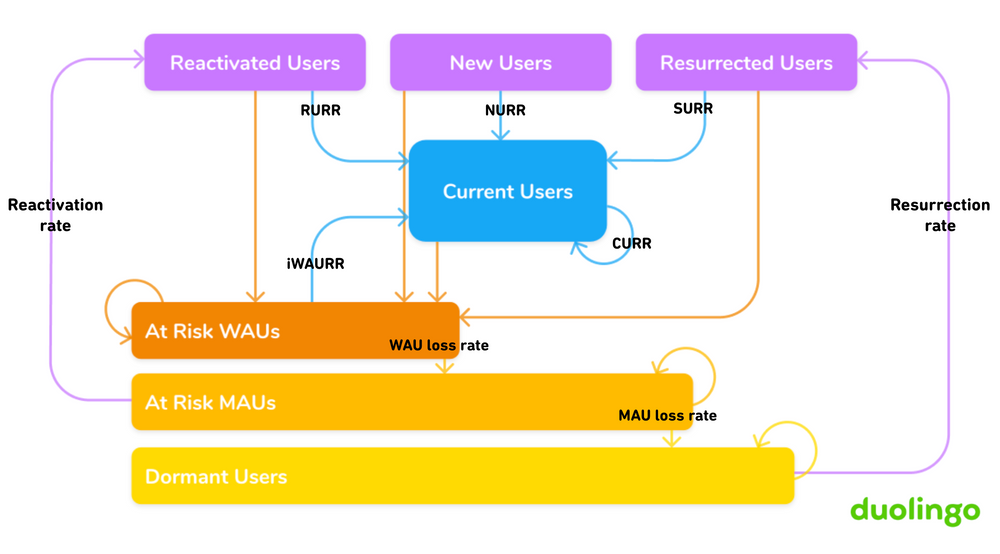 Reactivated Users
New Users
Resurrected Users
RURR
NURR
SURR
Current Users
Reactivation
rate
Resurrection
rate
CURR
iWAURR
At Risk WAUs
WAU loss rate
At Risk MAUs
MAU loss rate
Dormant Users
duolingo